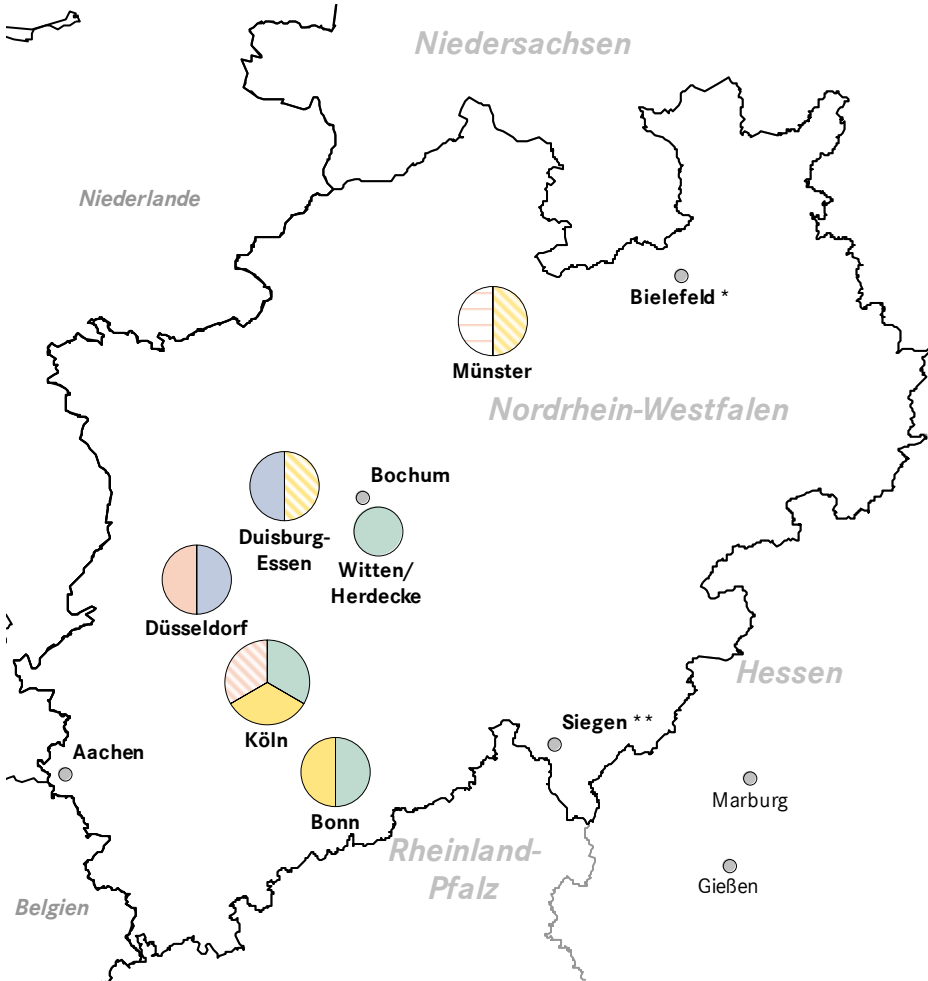 Niedersachsen
Niederlande
Bielefeld *
Münster
Nordrhein-Westfalen
Bochum
Duisburg-
Essen
Witten/
Herdecke
Düsseldorf
Hessen
Köln
Siegen **
Aachen
Marburg
Bonn
Rheinland-
Pfalz
Gießen
Belgien